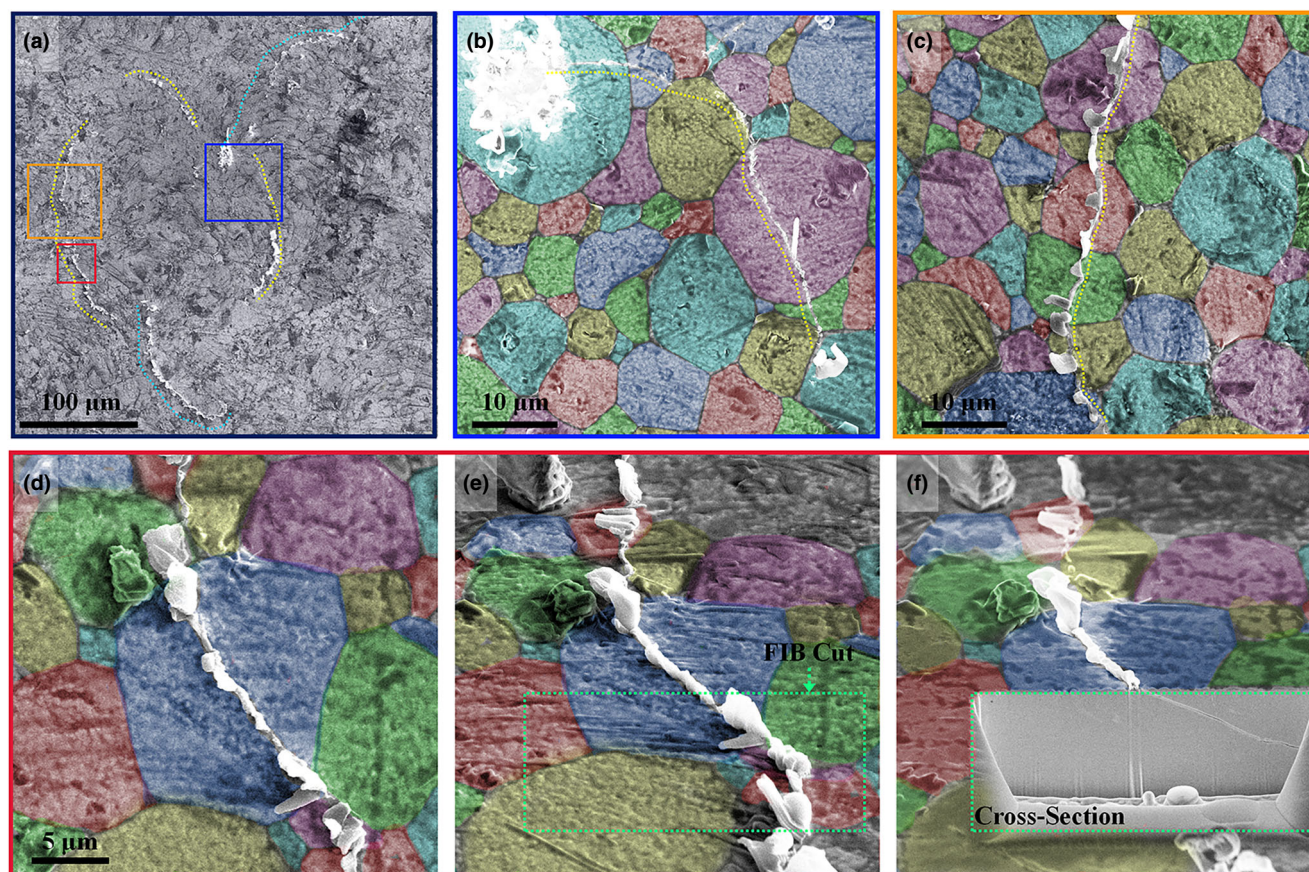 (a)
100 μm
(b)
10 μm
(c)
10 μm
(d)
5 μm
(e)
FIB Cut
(f)
Cross-Section